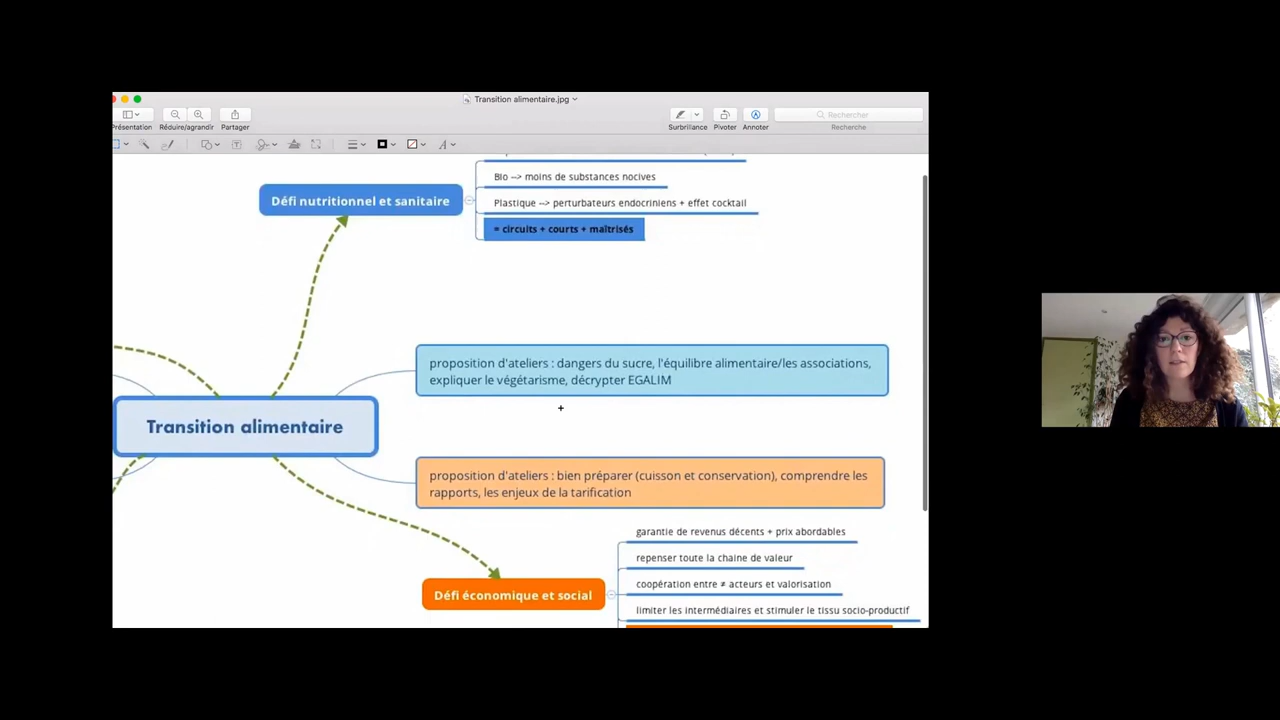 Transition alimentaire.jpg
Présentation
Réduire/agrandir
Partager
Surbrillance
Pivoter
Annoter
Rechercher
Recherche
Bio --> moins de substances nocives
Défi nutritionnel et sanitaire
Plastique --> perturbateurs endocriniens + effet cocktail
= circuits + courts + maîtrisés
proposition d'ateliers : dangers du sucre, l'équilibre alimentaire/les associations,
expliquer le végétarisme, décrypter EGALIM
Transition alimentaire
proposition d'ateliers : bien préparer (cuisson et conservation), comprendre les
rapports, les enjeux de la tarification
garantie de revenus décents + prix abordables
repenser toute la chaine de valeur
coopération entre ≠ acteurs et valorisation
Défi économique et social
limiter les intermédiaires et stimuler le tissu socio-productif